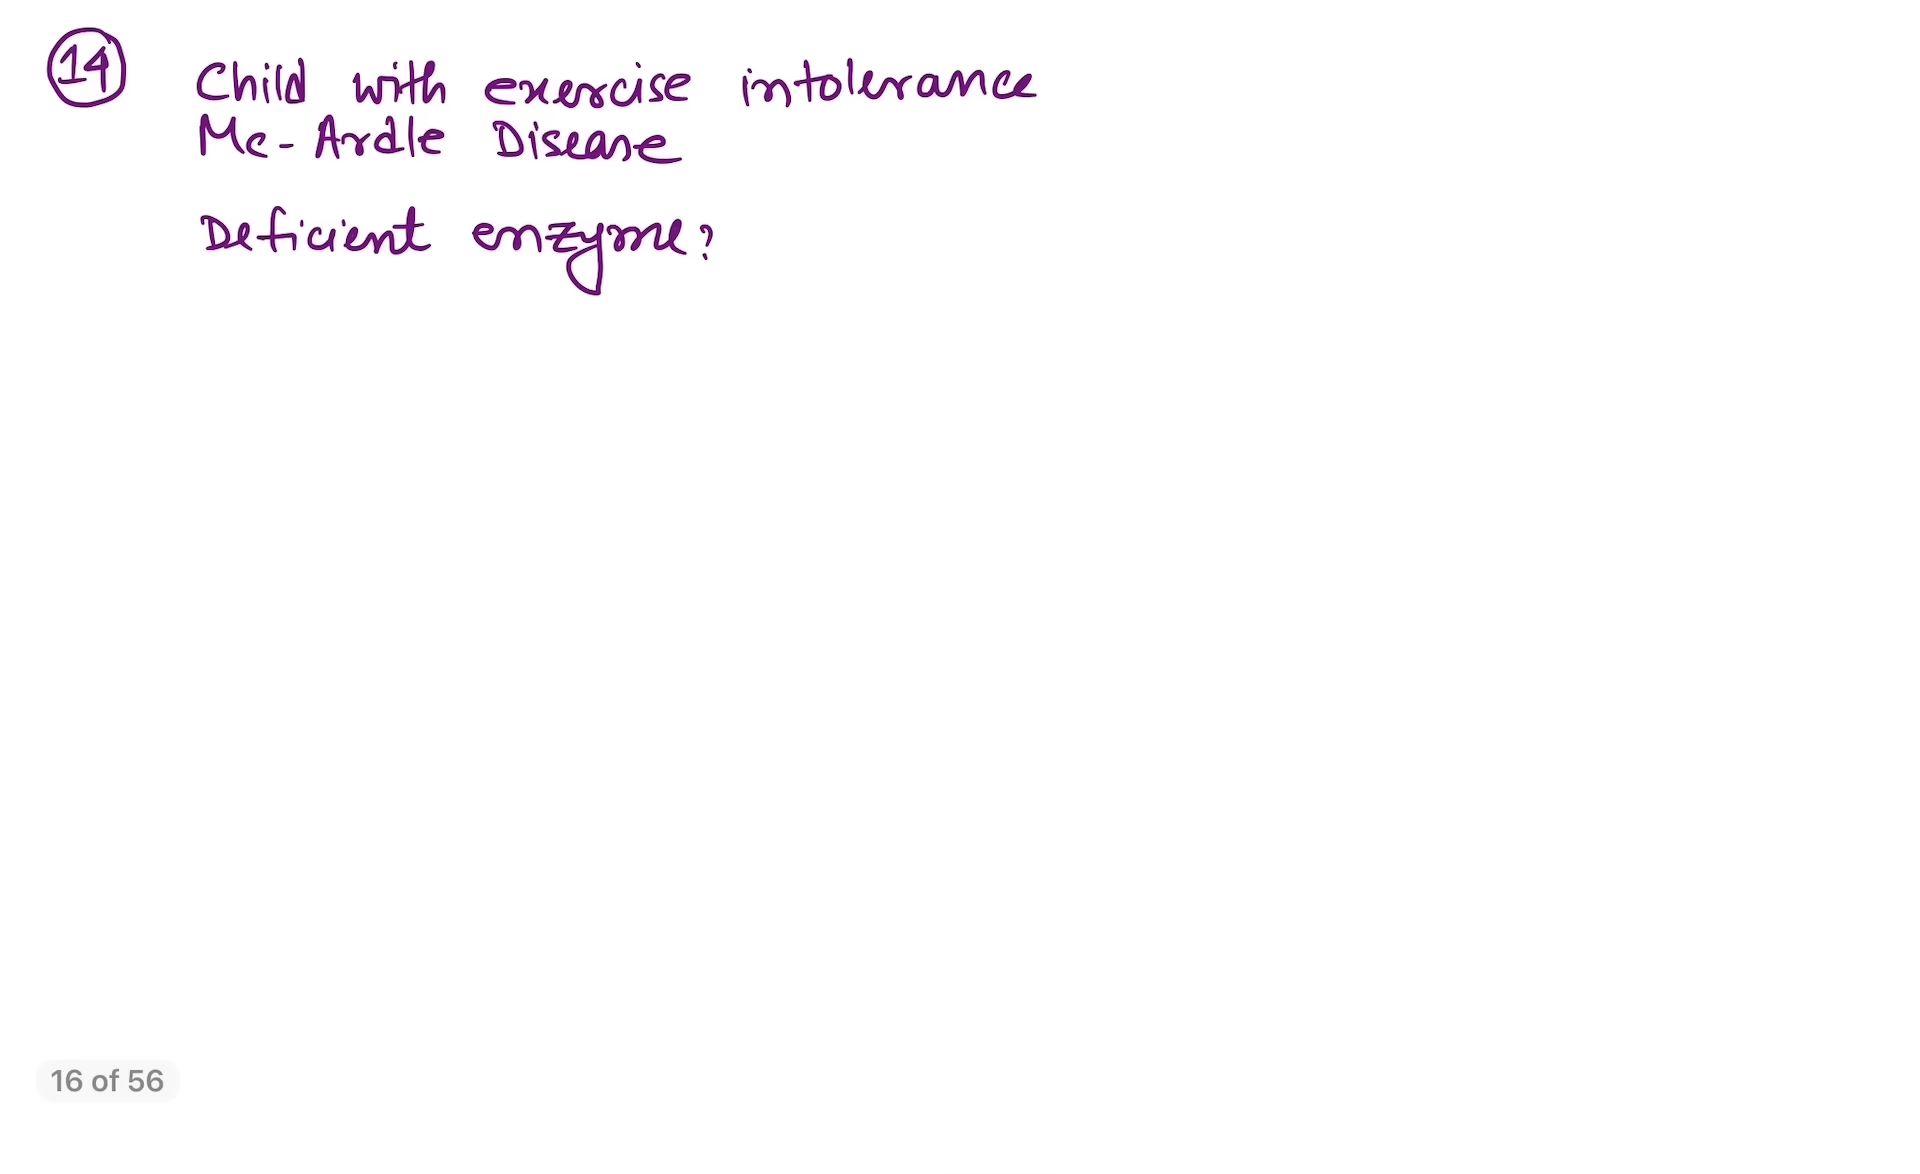 14
Child with exercise intolerance
Mc-Ardle Disease
Deficient enzyme?
16 of 56